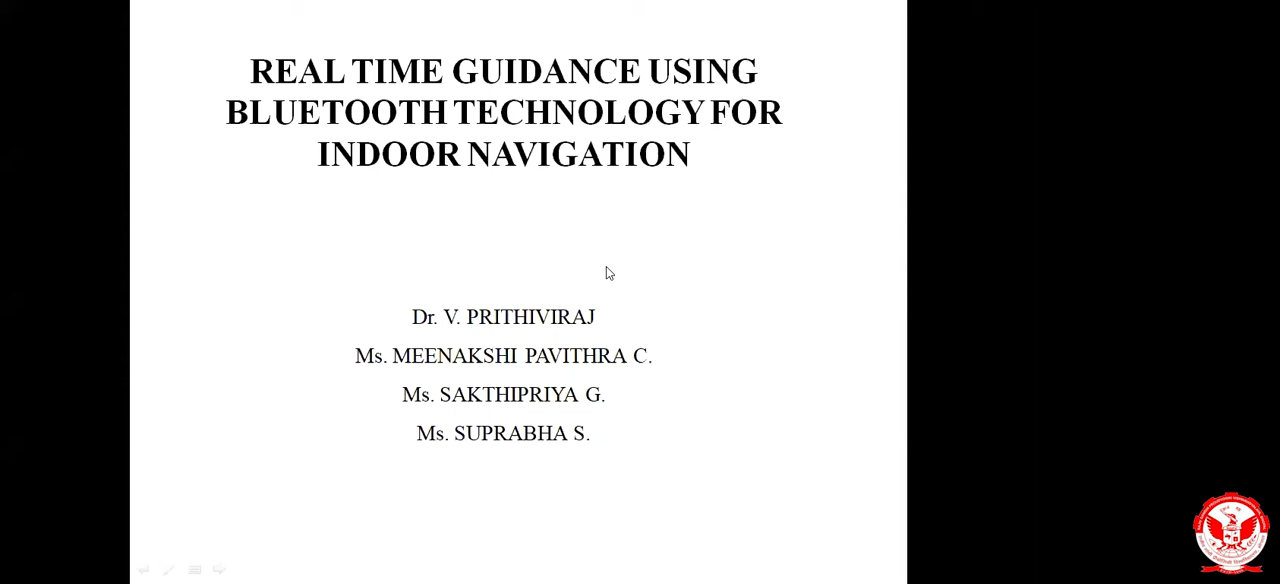 REAL TIME GUIDANCE USING
BLUETOOTH TECHNOLOGY FOR
INDOOR NAVIGATION
Dr. V. PRITHIVIRAJ
Ms. MEENAKSHI PAVITHRA C.
Ms. SAKTHIPRIYA G.
Ms. SUPRABHA S.